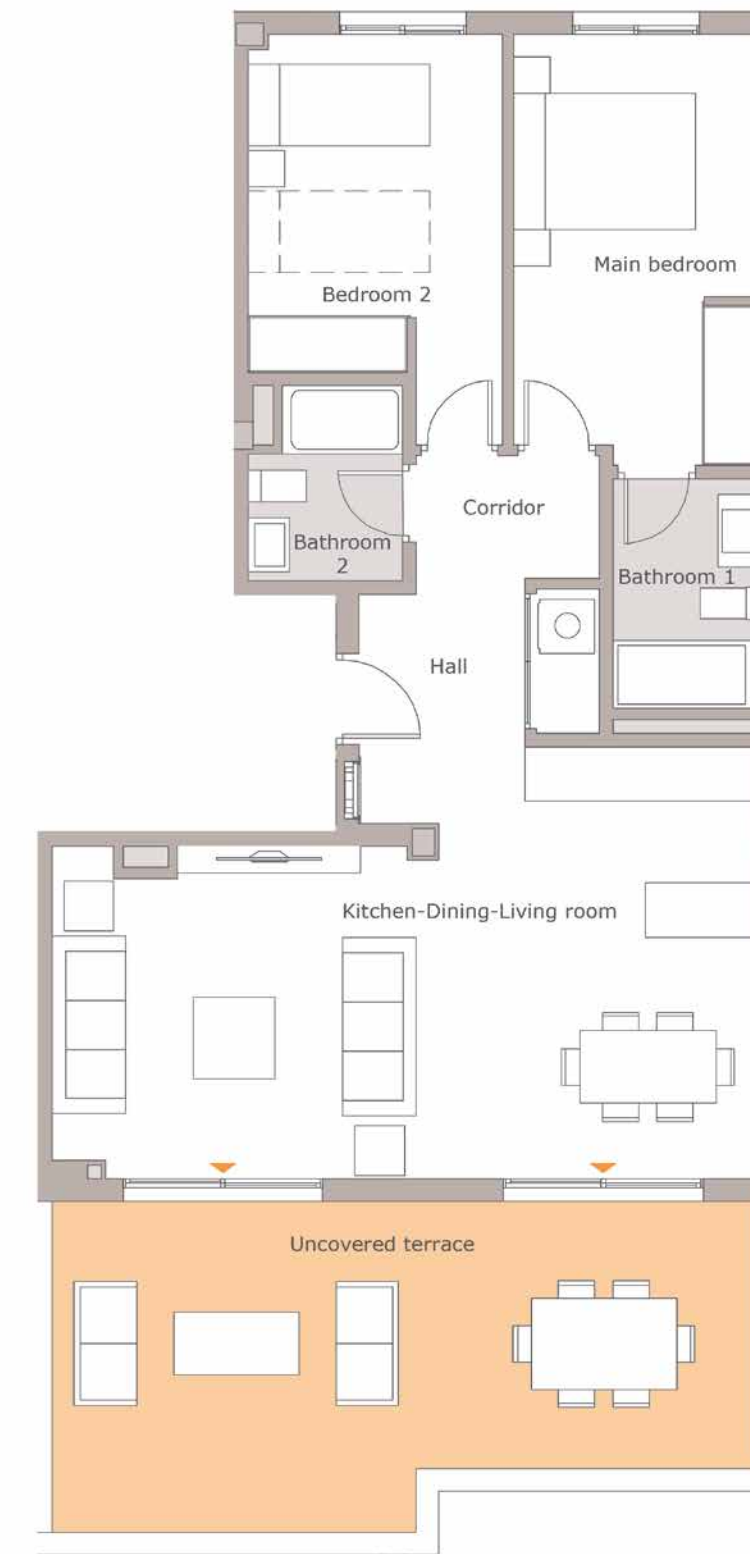 Main bedroom
Bedroom 2
Corridor
Bathroom
2
Bathroom 1
Hall
Kitchen-Dining-Living room
Uncovered terrace